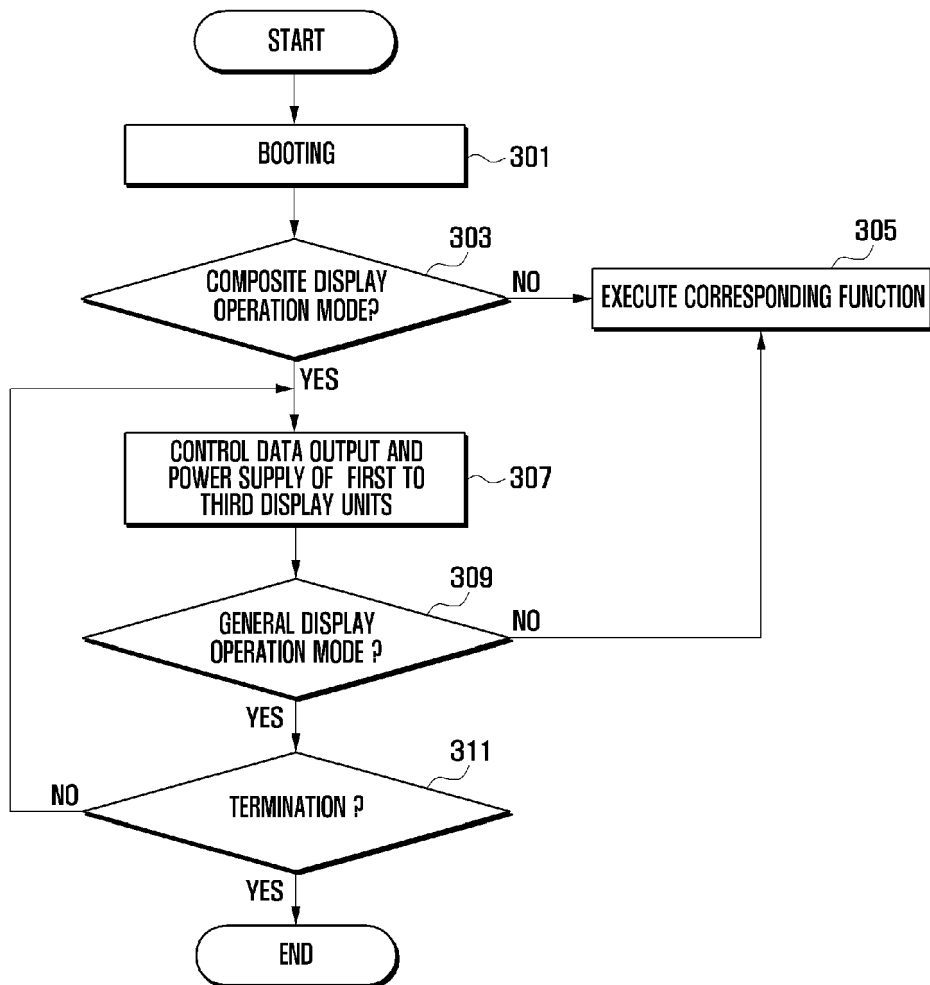 START
BOOTING
301
303
COMPOSITE DISPLAY
OPERATION MODE?
NO
305
EXECUTE CORRESPONDING FUNCTION
YES
CONTROL DATA OUTPUT AND
POWER SUPPLY OF FIRST TO
THIRD DISPLAY UNITS
307
309
GENERAL DISPLAY
OPERATION MODE ?
NO
YES
311
TERMINATION ?
NO
YES
END